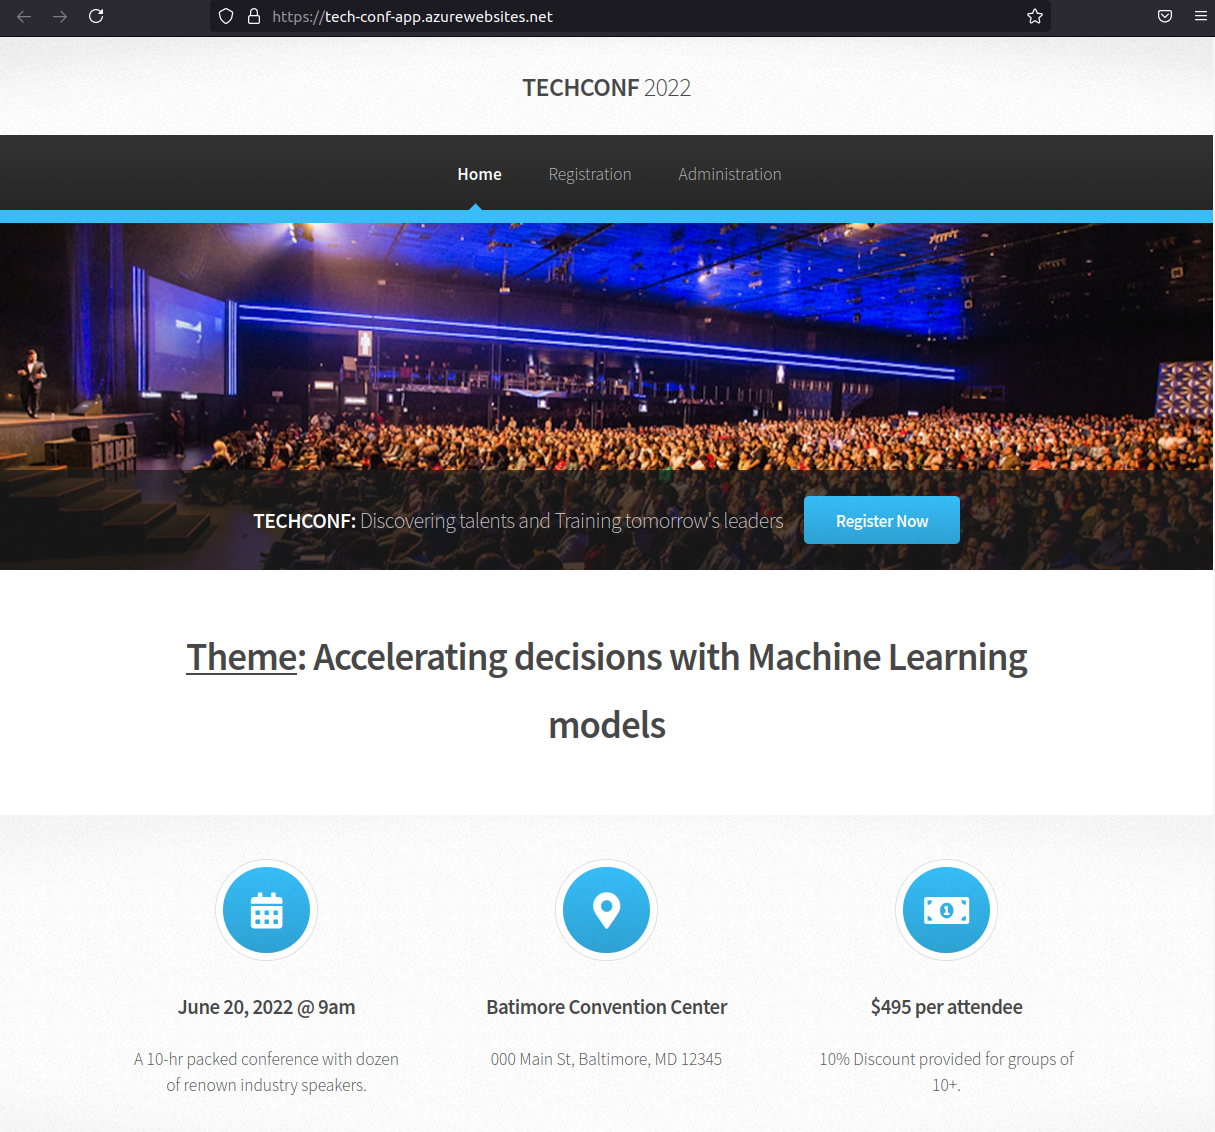 https://tech-conf-app.azurewebsites.net
TECHCONF 2022
Home Registration Administration
TECHCONF: Discovering talents and Training tomorrow's leaders Register Now
Theme: Accelerating decisions with Machine Learning
models
1
June 20, 2022 @ 9am
A 10-hr packed conference with dozen
of renown industry speakers.
Batimore Convention Center
000 Main St, Baltimore, MD 12345
$495 per attendee
10% Discount provided for groups of
10+.